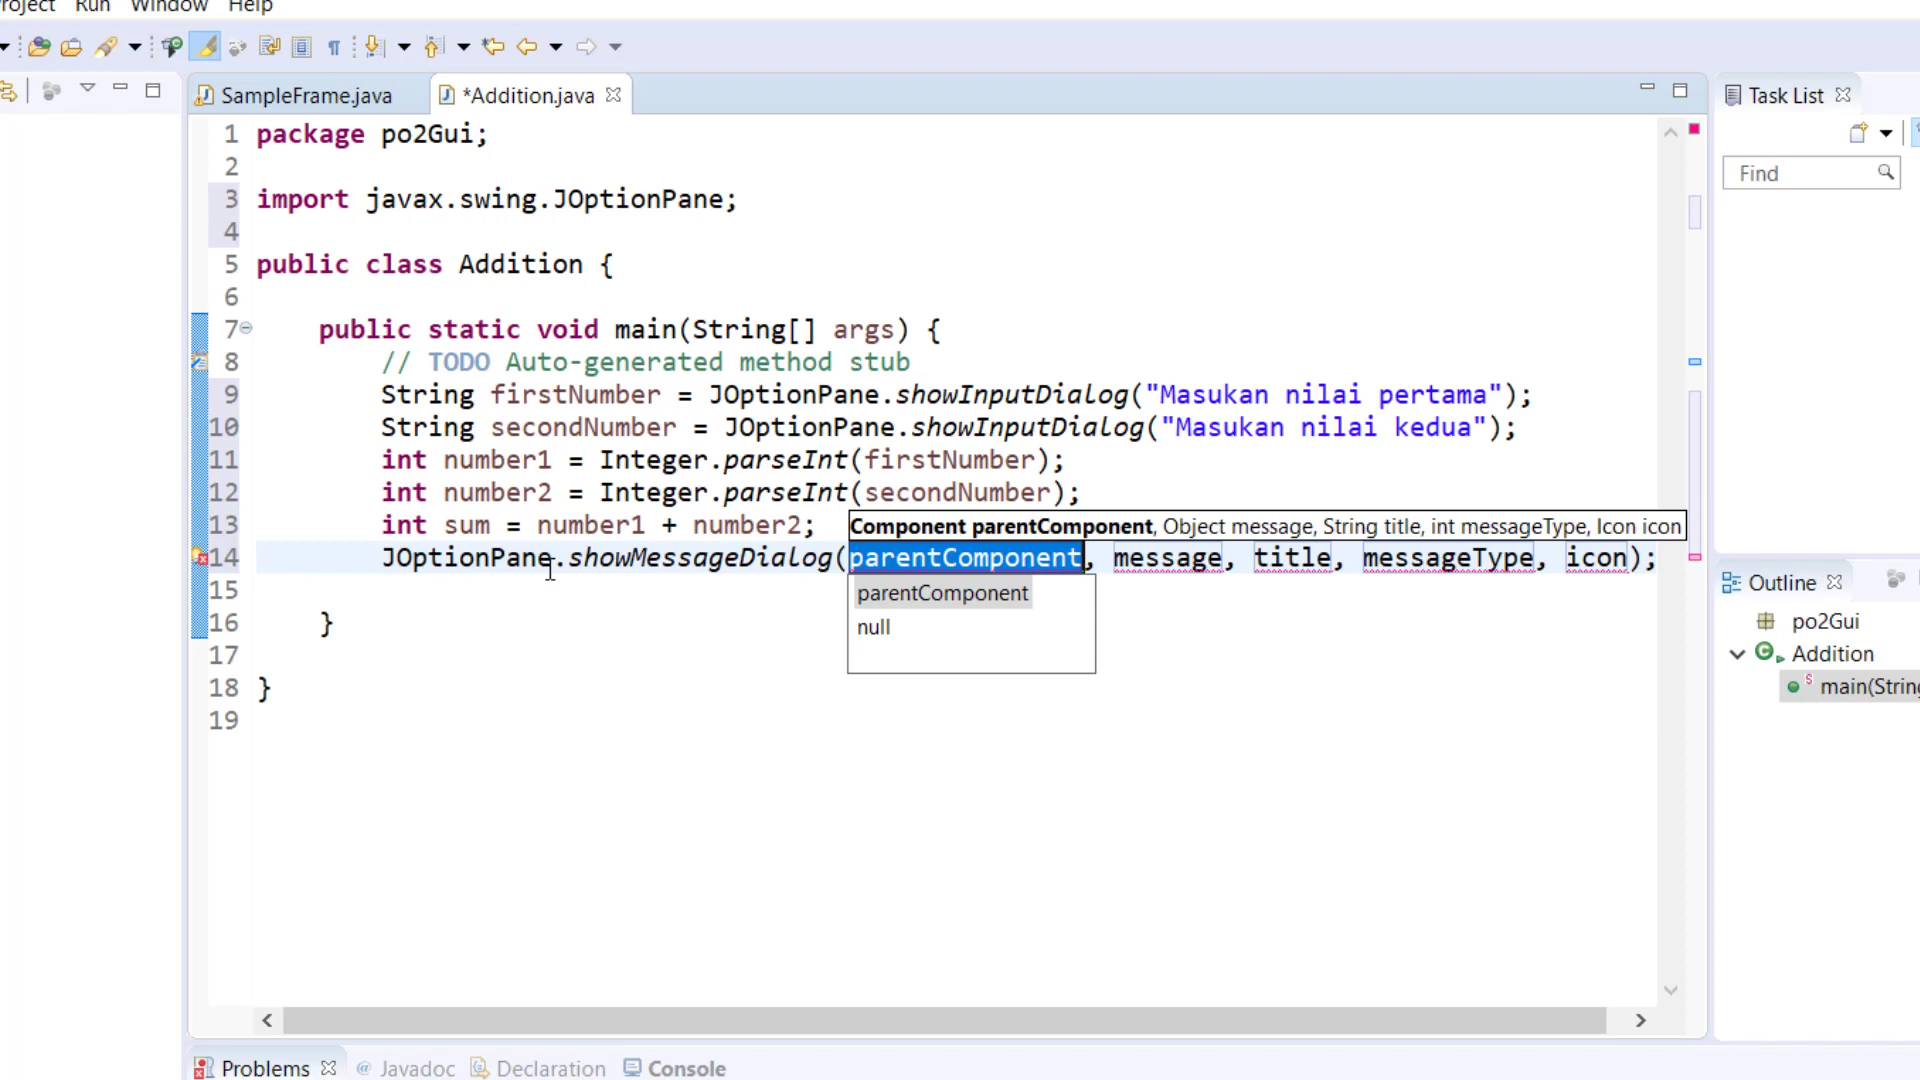 Project Run Window Help
SampleFrame.java
*Addition.java
Task List
Find
1 package po2Gui;
2
3 import javax.swing.JOptionPane;
4
5 public class Addition {
6
7 public static void main(String[] args) {
8 // TODO Auto-generated method stub
9 String firstNumber = JOptionPane.showInputDialog("Masukan nilai pertama");
10 String secondNumber = JOptionPane.showInputDialog("Masukan nilai kedua");
11 int number1 = Integer.parseInt(firstNumber);
12 int number2 = Integer.parseInt(secondNumber);
13 int sum = number1 + number2;
Component parentComponent, Object message, String title, int messageType, Icon icon
14 JOptionPane.showMessageDialog(parentComponent, message, title, messageType, icon);
parentComponent
null
15
16 }
17
18 }
19
Outline
po2Gui
Addition
main(String
Problems
@ Javadoc
Declaration
Console